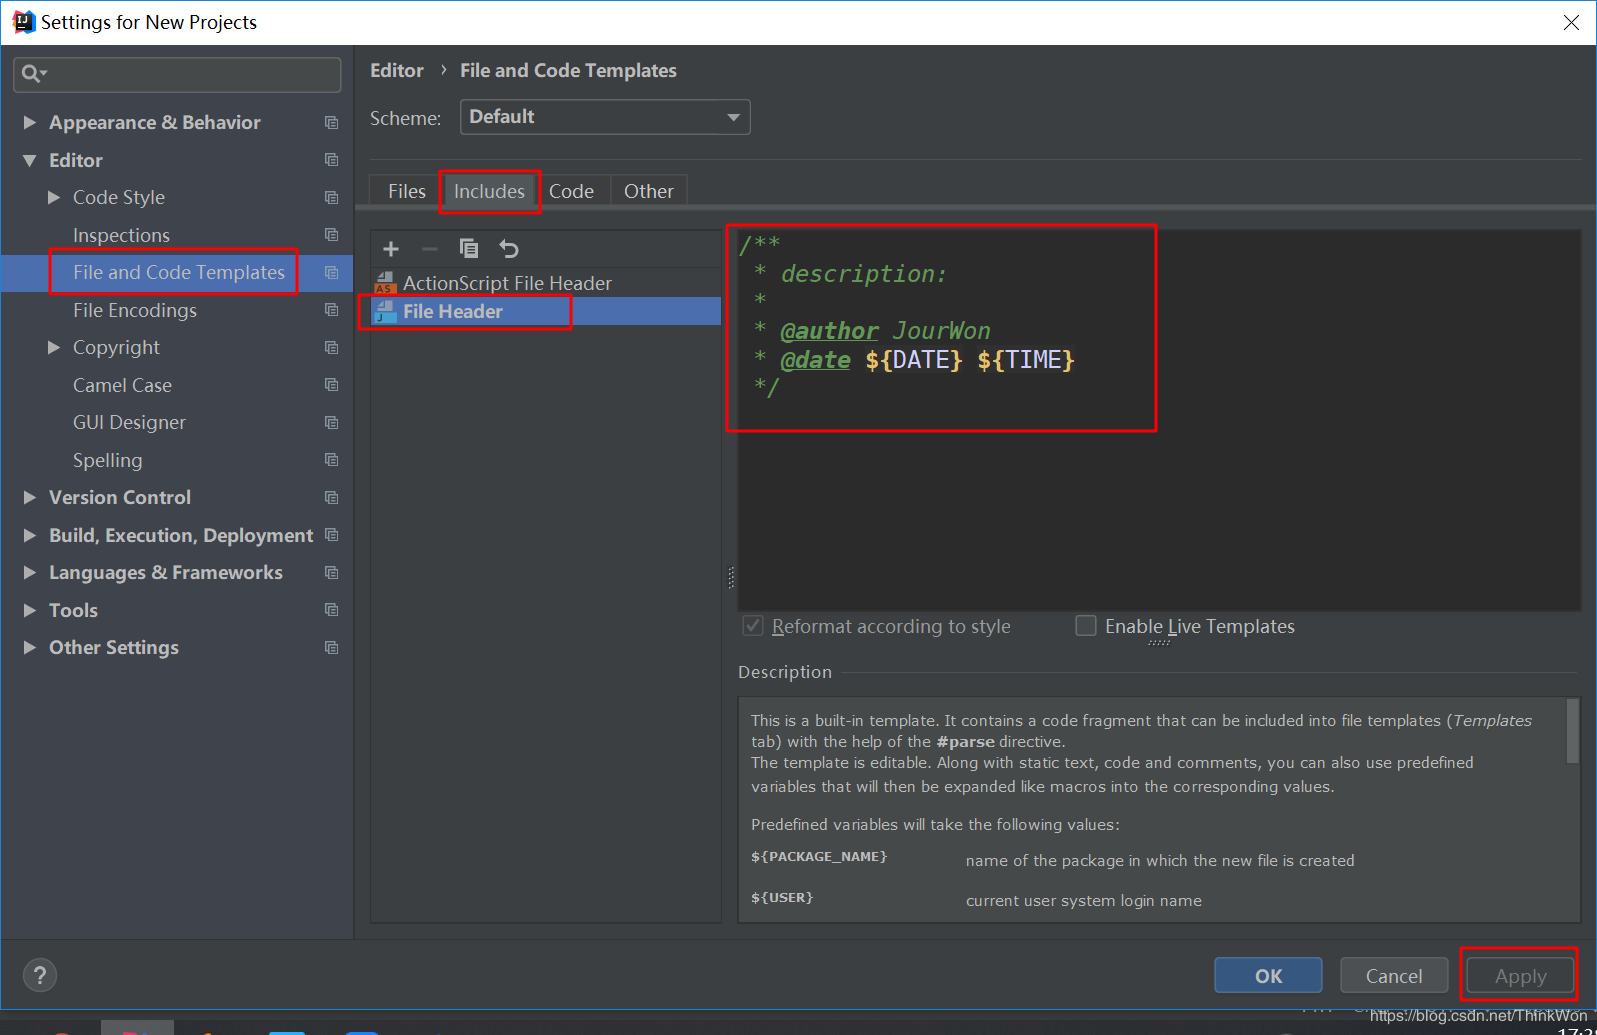 Settings for New Projects
Editor › File and Code Templates
Scheme: Default
Appearance & Behavior
Editor
Code Style
Inspections
File and Code Templates
File Encodings
Copyright
Camel Case
GUI Designer
Spelling
Version Control
Build, Execution, Deployment
Languages & Frameworks
Tools
Other Settings
Files Includes Code Other
ActionScript File Header
File Header
/**
* description:
*
* @author JourWon
* @date ${DATE} ${TIME}
*/
Reformat according to style Enable Live Templates
Description
This is a built-in template. It contains a code fragment that can be included into file templates (Templates
tab) with the help of the #parse directive.
The template is editable. Along with static text, code and comments, you can also use predefined
variables that will then be expanded like macros into the corresponding values.
Predefined variables will take the following values:
${PACKAGE_NAME} name of the package in which the new file is created
${USER} current user system login name
? OK Cancel Apply
https://blog.csdn.net/ThinkWon